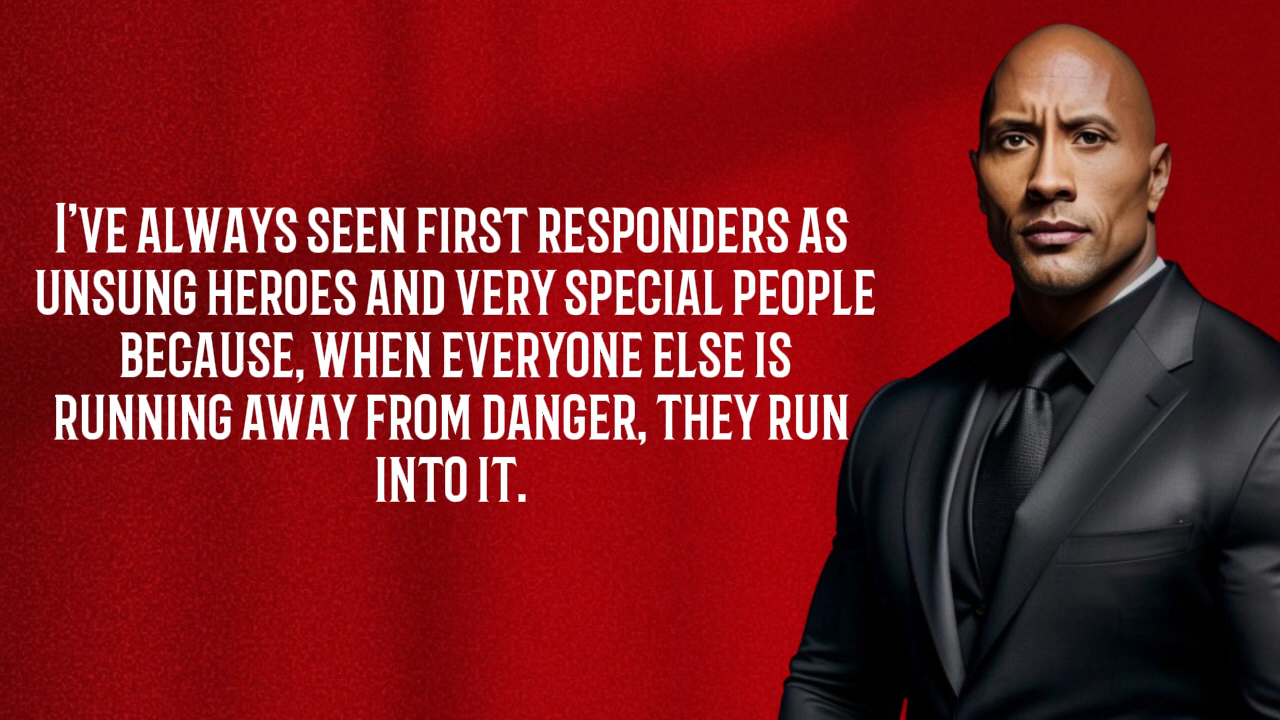 I've always seen first responders as
unsung heroes and very special people
because, when everyone else is
running away from danger, they run
into it.